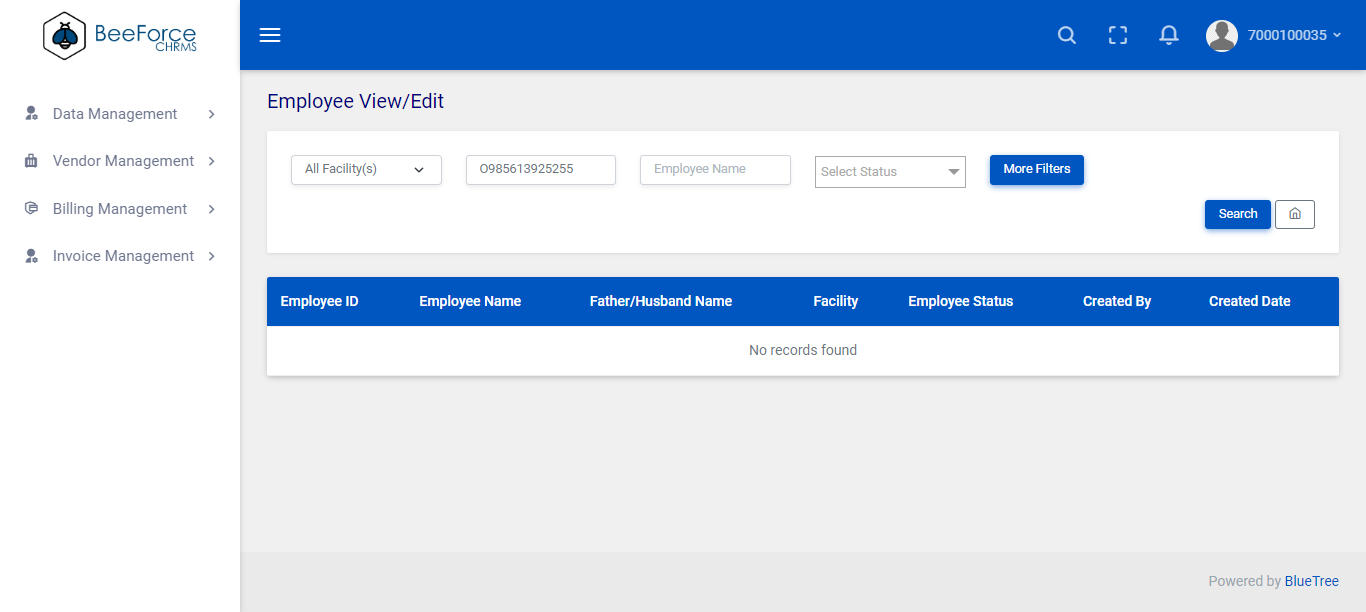 BeeForce
CHRMS
7000100035
Data Management
Vendor Management
Billing Management
Invoice Management
Employee View/Edit
All Facility(s) O985613925255 Employee Name Select Status More Filters
Search
Employee ID Employee Name Father/Husband Name Facility Employee Status Created By Created Date
No records found
Powered by BlueTree